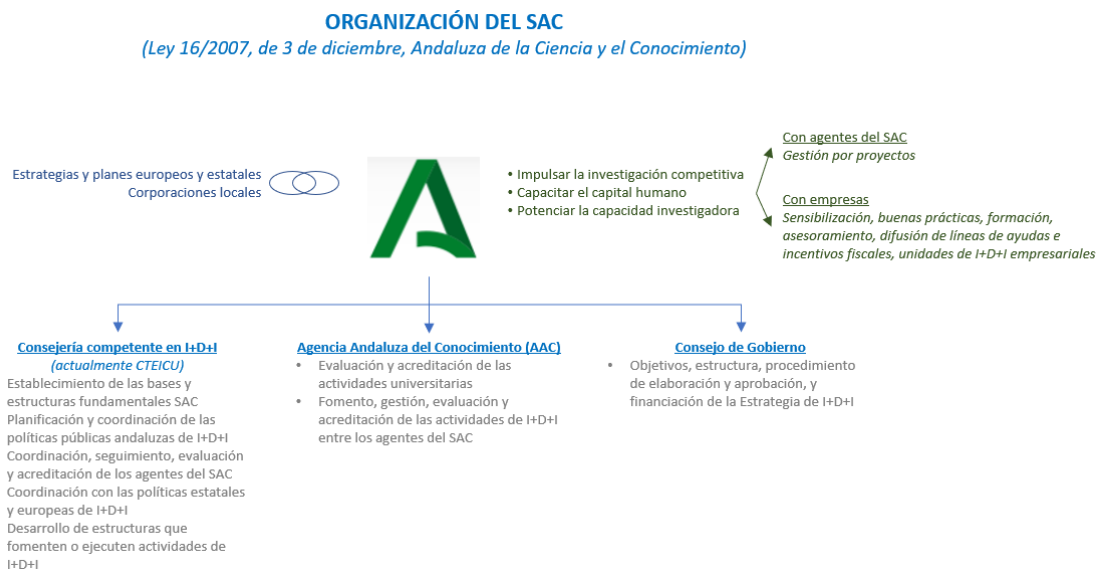 ORGANIZACIÓN DEL SAC
(Ley 16/2007, de 3 de diciembre, Andaluza de la Ciencia y el Conocimiento)
Estrategias y planes europeos y estatales
Corporaciones locales
• Impulsar la investigación competitiva
• Capacitar el capital humano
• Potenciar la capacidad investigadora
Con agentes del SAC
Gestión por proyectos
Con empresas
Sensibilización, buenas prácticas, formación,
asesoramiento, difusión de líneas de ayudas e
incentivos fiscales, unidades de I+D+I empresariales
Consejería competente en I+D+I
(actualmente CTEICU)
Establecimiento de las bases y
estructuras fundamentales SAC
Planificación y coordinación de las
políticas públicas andaluzas de I+D+I
Coordinación, seguimiento, evaluación
y acreditación de los agentes del SAC
Coordinación con las políticas estatales
y europeas de I+D+I
Desarrollo de estructuras que
fomenten o ejecuten actividades de
I+D+I
Agencia Andaluza del Conocimiento (AAC)
• Evaluación y acreditación de las
actividades universitarias
• Fomento, gestión, evaluación y
acreditación de las actividades de I+D+I
entre los agentes del SAC
Consejo de Gobierno
• Objetivos, estructura, procedimiento
de elaboración y aprobación, y
financiación de la Estrategia de I+D+I